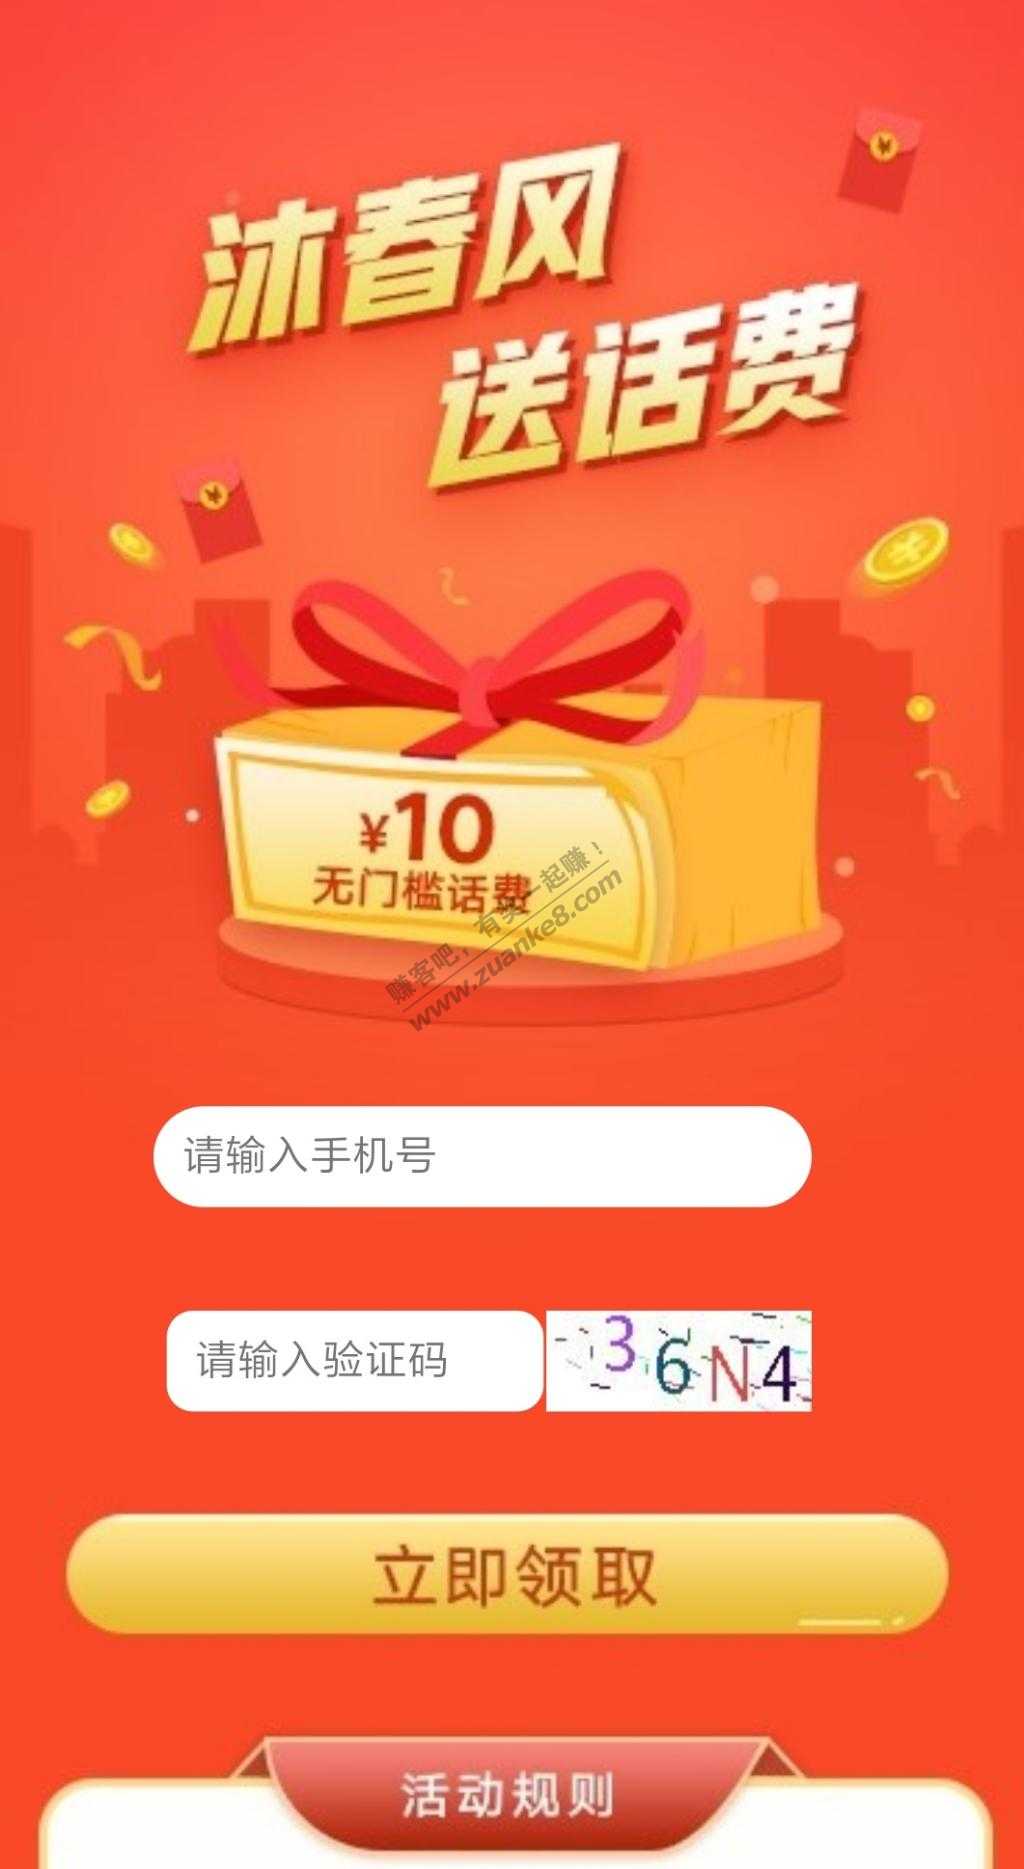 沐春风
送话费
¥10
无门槛话费
赚客吧，有奖一起赚！
www.zuanke8.com
请输入手机号
请输入验证码
36N4
立即领取
活动规则